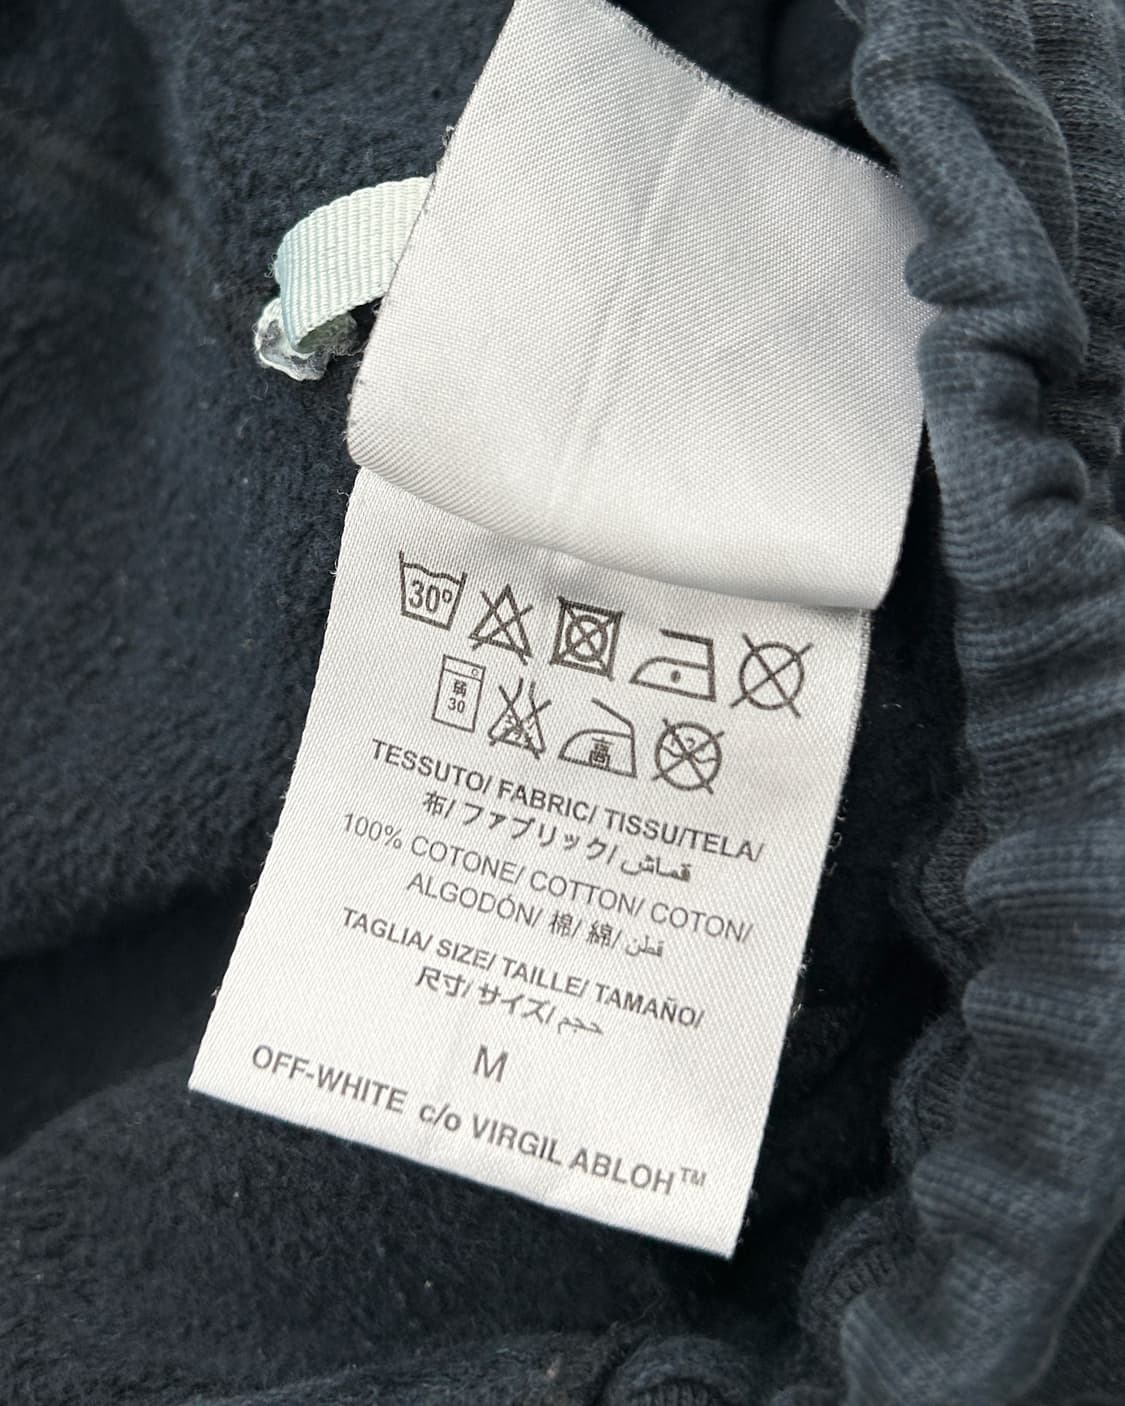 30°
弱
30
高
TESSUTO/ FABRIC/ TISSU/TELA/
布/ ファブリック/ قماش/
100% COTONE/ COTTON/ COTON/
ALGODÓN/ 棉/ 綿/ قطن
TAGLIA/ SIZE/ TAILLE/ TAMAÑO/
尺寸/ サイズ/ حجم
M
OFF-WHITE c/o VIRGIL ABLOH™